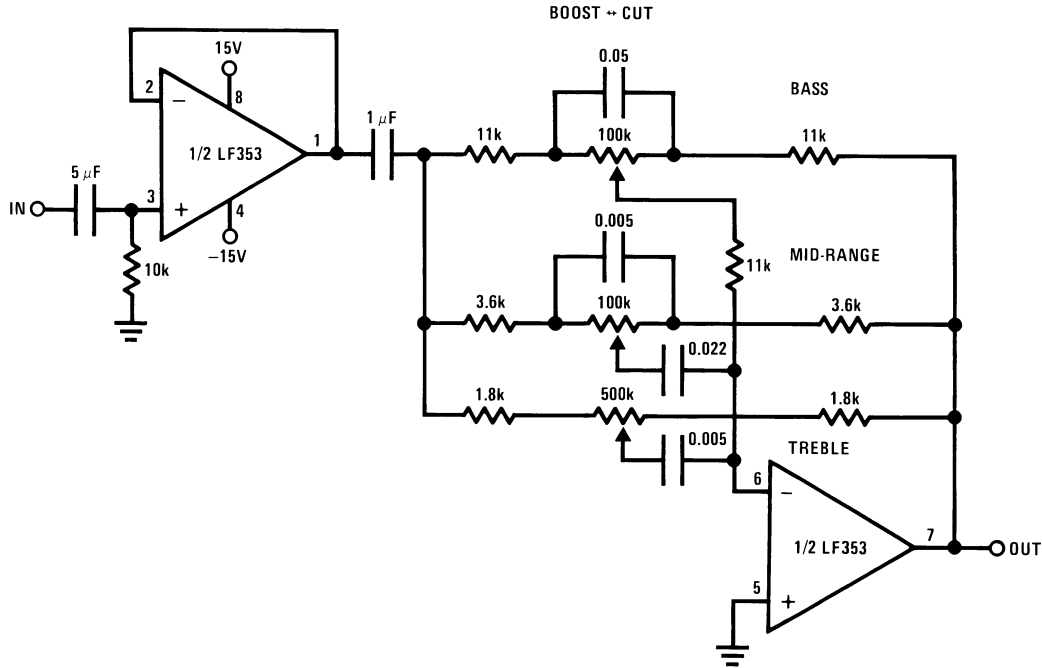 BOOST ↔ CUT
15V
0.05
2
−
8
BASS
1 μF
1
11k
100k
11k
1/2 LF353
5 μF
3
IN
+
4
0.005
−15V
10k
11k
MID-RANGE
3.6k
100k
3.6k
0.022
1.8k
500k
1.8k
0.005
TREBLE
6
−
7
1/2 LF353
OUT
5
+